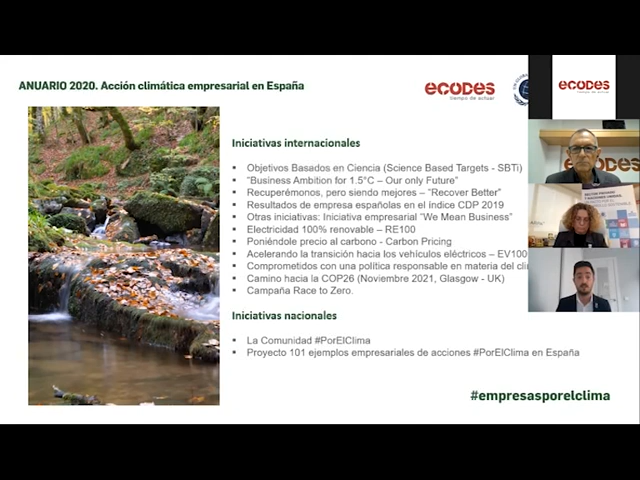 ANUARIO 2020. Acción climática empresarial en España
ecodes
tiempo de actuar
ecodes
tiempo de actuar
Iniciativas internacionales
▪ Objetivos Basados en Ciencia (Science Based Targets - SBTi)
▪ “Business Ambition for 1.5°C – Our only Future”
▪ Recuperémonos, pero siendo mejores – “Recover Better”
▪ Resultados de empresa españolas en el índice CDP 2019
▪ Otras iniciativas: Iniciativa empresarial “We Mean Business”
▪ Electricidad 100% renovable – RE100
▪ Poniéndole precio al carbono - Carbon Pricing
▪ Acelerando la transición hacia los vehículos eléctricos – EV100
▪ Comprometidos con una política responsable en materia del
▪ Camino hacia la COP26 (Noviembre 2021, Glasgow - UK)
▪ Campaña Race to Zero.
Iniciativas nacionales
▪ La Comunidad #PorElClima
▪ Proyecto 101 ejemplos empresariales de acciones #PorElClima en España
#empresasporelclima
ecodes